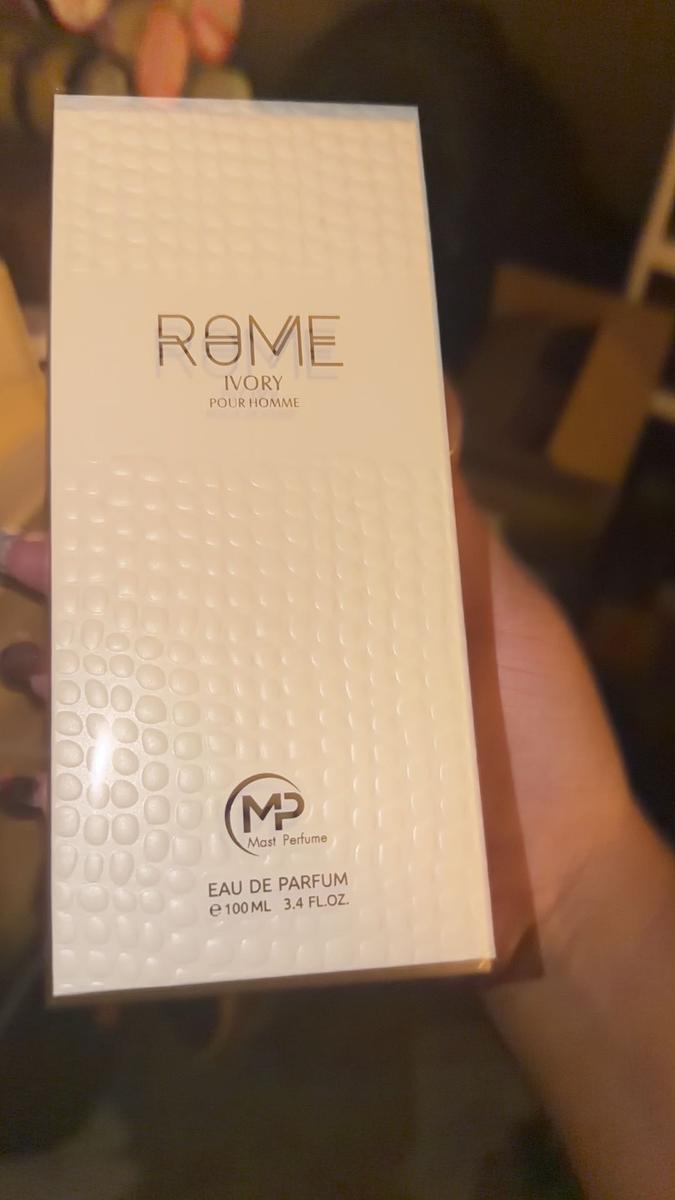 ROME
IVORY
POUR HOMME
MP
Mast Perfume
EAU DE PARFUM
℮ 100 ML 3.4 FL.OZ.